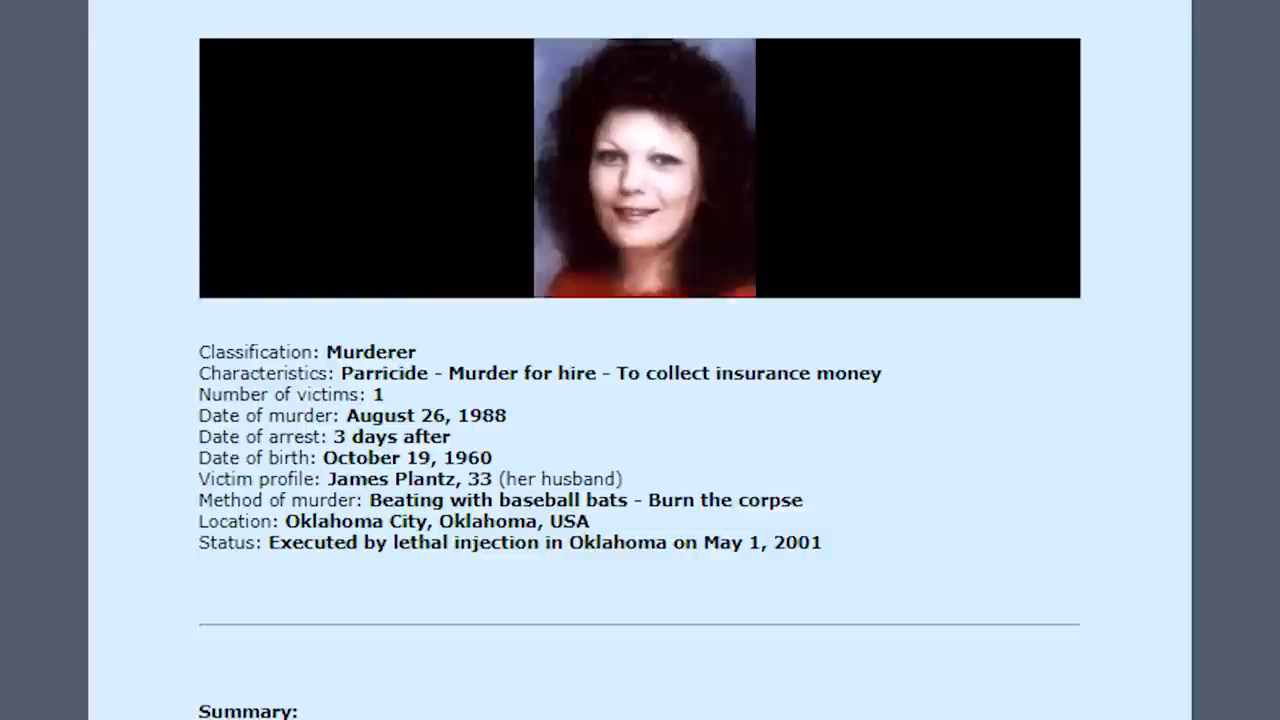 Classification: Murderer
Characteristics: Parricide - Murder for hire - To collect insurance money
Number of victims: 1
Date of murder: August 26, 1988
Date of arrest: 3 days after
Date of birth: October 19, 1960
Victim profile: James Plantz, 33 (her husband)
Method of murder: Beating with baseball bats - Burn the corpse
Location: Oklahoma City, Oklahoma, USA
Status: Executed by lethal injection in Oklahoma on May 1, 2001
Summary: